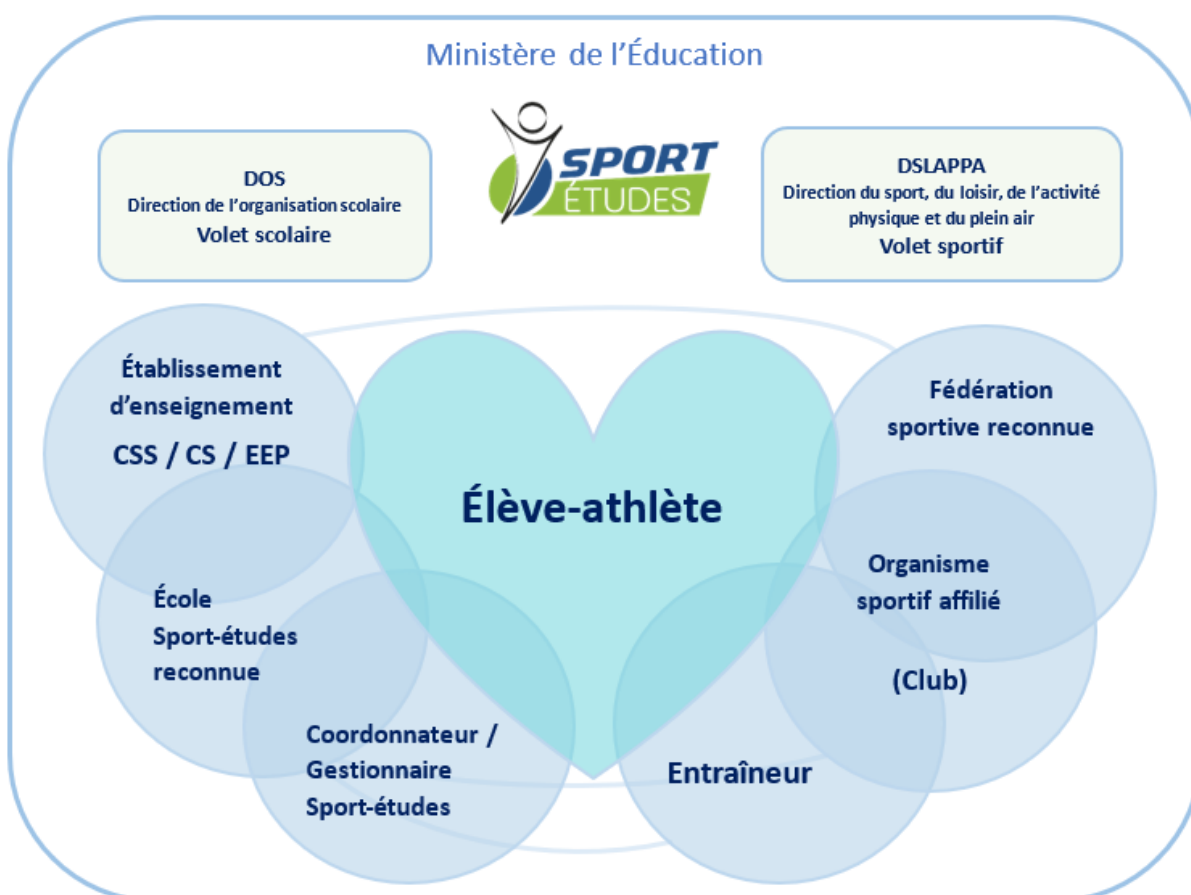 Ministère de l’Éducation
SPORT
ÉTUDES
DOS
Direction de l’organisation scolaire
Volet scolaire
DSLAPPA
Direction du sport, du loisir, de l’activité
physique et du plein air
Volet sportif
Établissement
d’enseignement
CSS / CS / EEP
École
Sport-études
reconnue
Coordonnateur /
Gestionnaire
Sport-études
Élève-athlète
Fédération
sportive reconnue
Organisme
sportif affilié
(Club)
Entraîneur